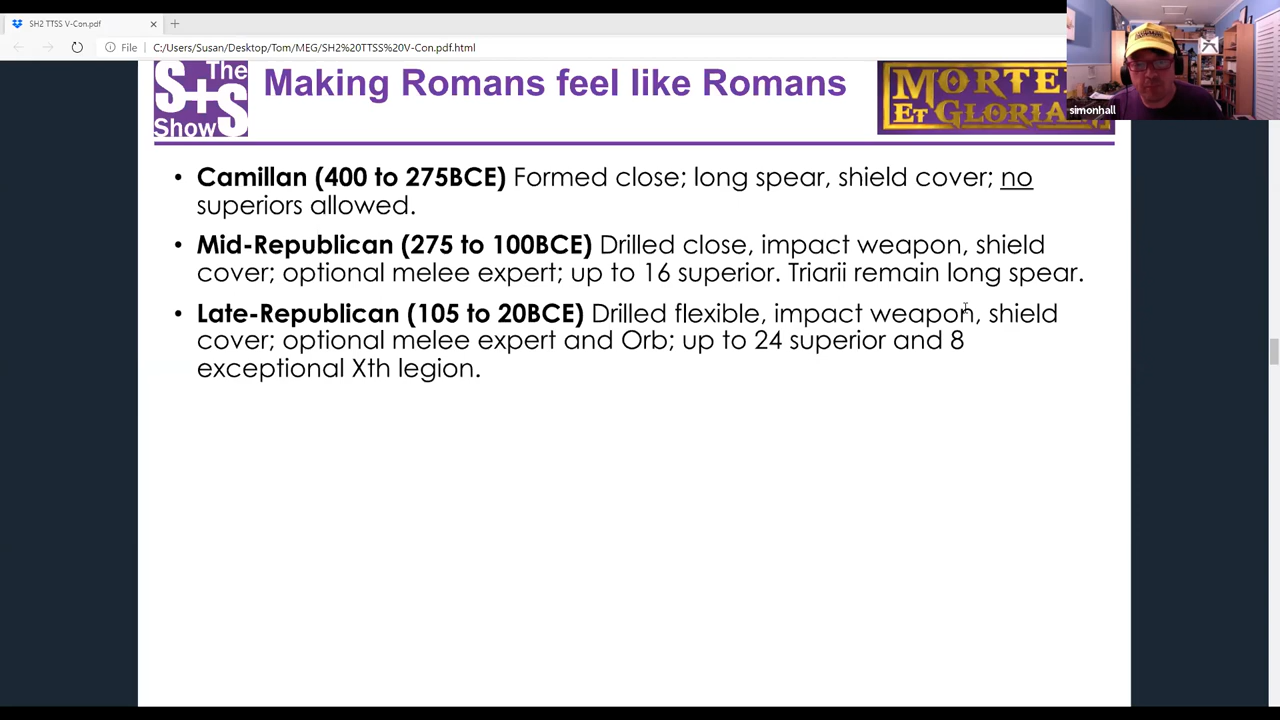 SH2 TTSS V-Con.pdf
File C:/Users/Susan/Desktop/Tom/MEG/SH2%20TTSS%20V-Con.pdf.html
simonhall
The
S+S
Show
Making Romans feel like Romans
MORTE
ET GLORIA
• Camillan (400 to 275BCE) Formed close; long spear, shield cover; no
superiors allowed.
• Mid-Republican (275 to 100BCE) Drilled close, impact weapon, shield
cover; optional melee expert; up to 16 superior. Triarii remain long spear.
• Late-Republican (105 to 20BCE) Drilled flexible, impact weapon, shield
cover; optional melee expert and Orb; up to 24 superior and 8
exceptional Xth legion.